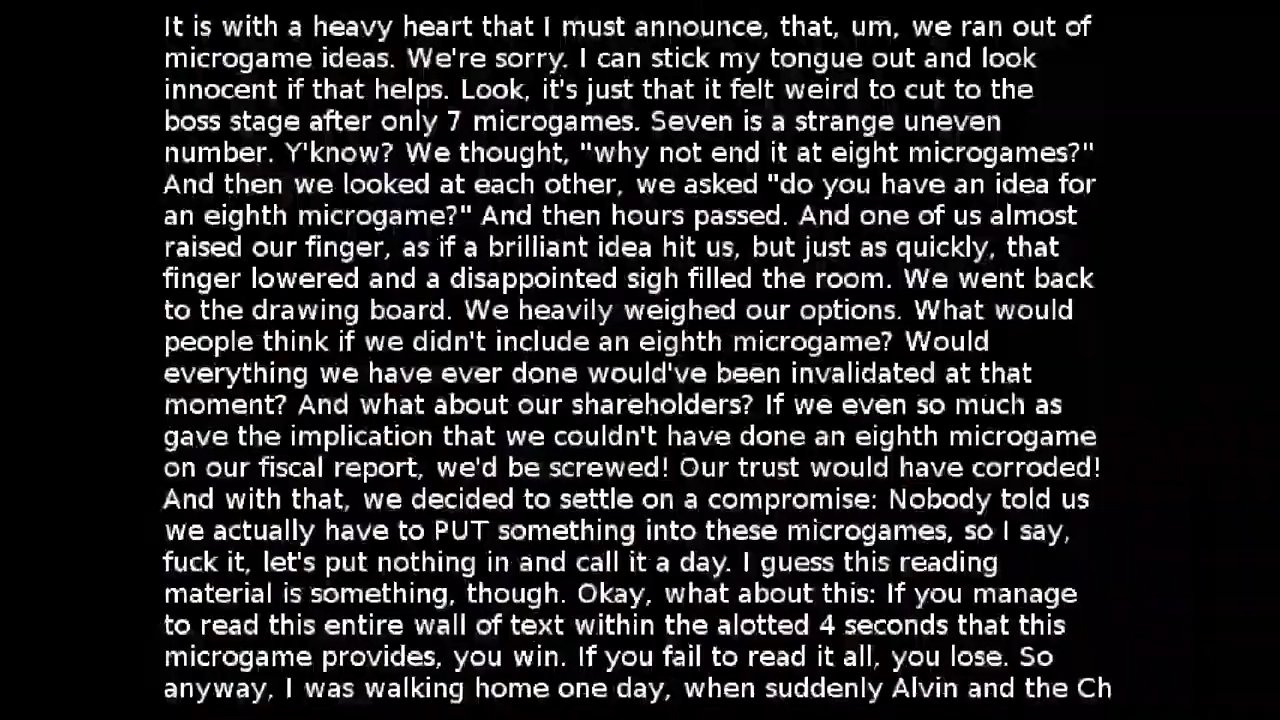 It is with a heavy heart that I must announce, that, um, we ran out of
microgame ideas. We're sorry. I can stick my tongue out and look
innocent if that helps. Look, it's just that it felt weird to cut to the
boss stage after only 7 microgames. Seven is a strange uneven
number. Y'know? We thought, "why not end it at eight microgames?"
And then we looked at each other, we asked "do you have an idea for
an eighth microgame?" And then hours passed. And one of us almost
raised our finger, as if a brilliant idea hit us, but just as quickly, that
finger lowered and a disappointed sigh filled the room. We went back
to the drawing board. We heavily weighed our options. What would
people think if we didn't include an eighth microgame? Would
everything we have ever done would've been invalidated at that
moment? And what about our shareholders? If we even so much as
gave the implication that we couldn't have done an eighth microgame
on our fiscal report, we'd be screwed! Our trust would have corroded!
And with that, we decided to settle on a compromise: Nobody told us
we actually have to PUT something into these microgames, so I say,
fuck it, let's put nothing in and call it a day. I guess this reading
material is something, though. Okay, what about this: If you manage
to read this entire wall of text within the alotted 4 seconds that this
microgame provides, you win. If you fail to read it all, you lose. So
anyway, I was walking home one day, when suddenly Alvin and the Ch